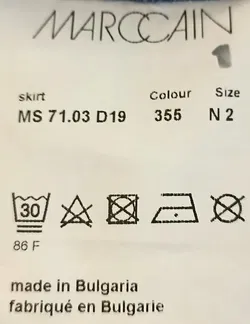 MARCCAIN
1
skirt Colour Size
MS 71.03 D19 355 N 2
30
86 F
made in Bulgaria
fabriqué en Bulgarie